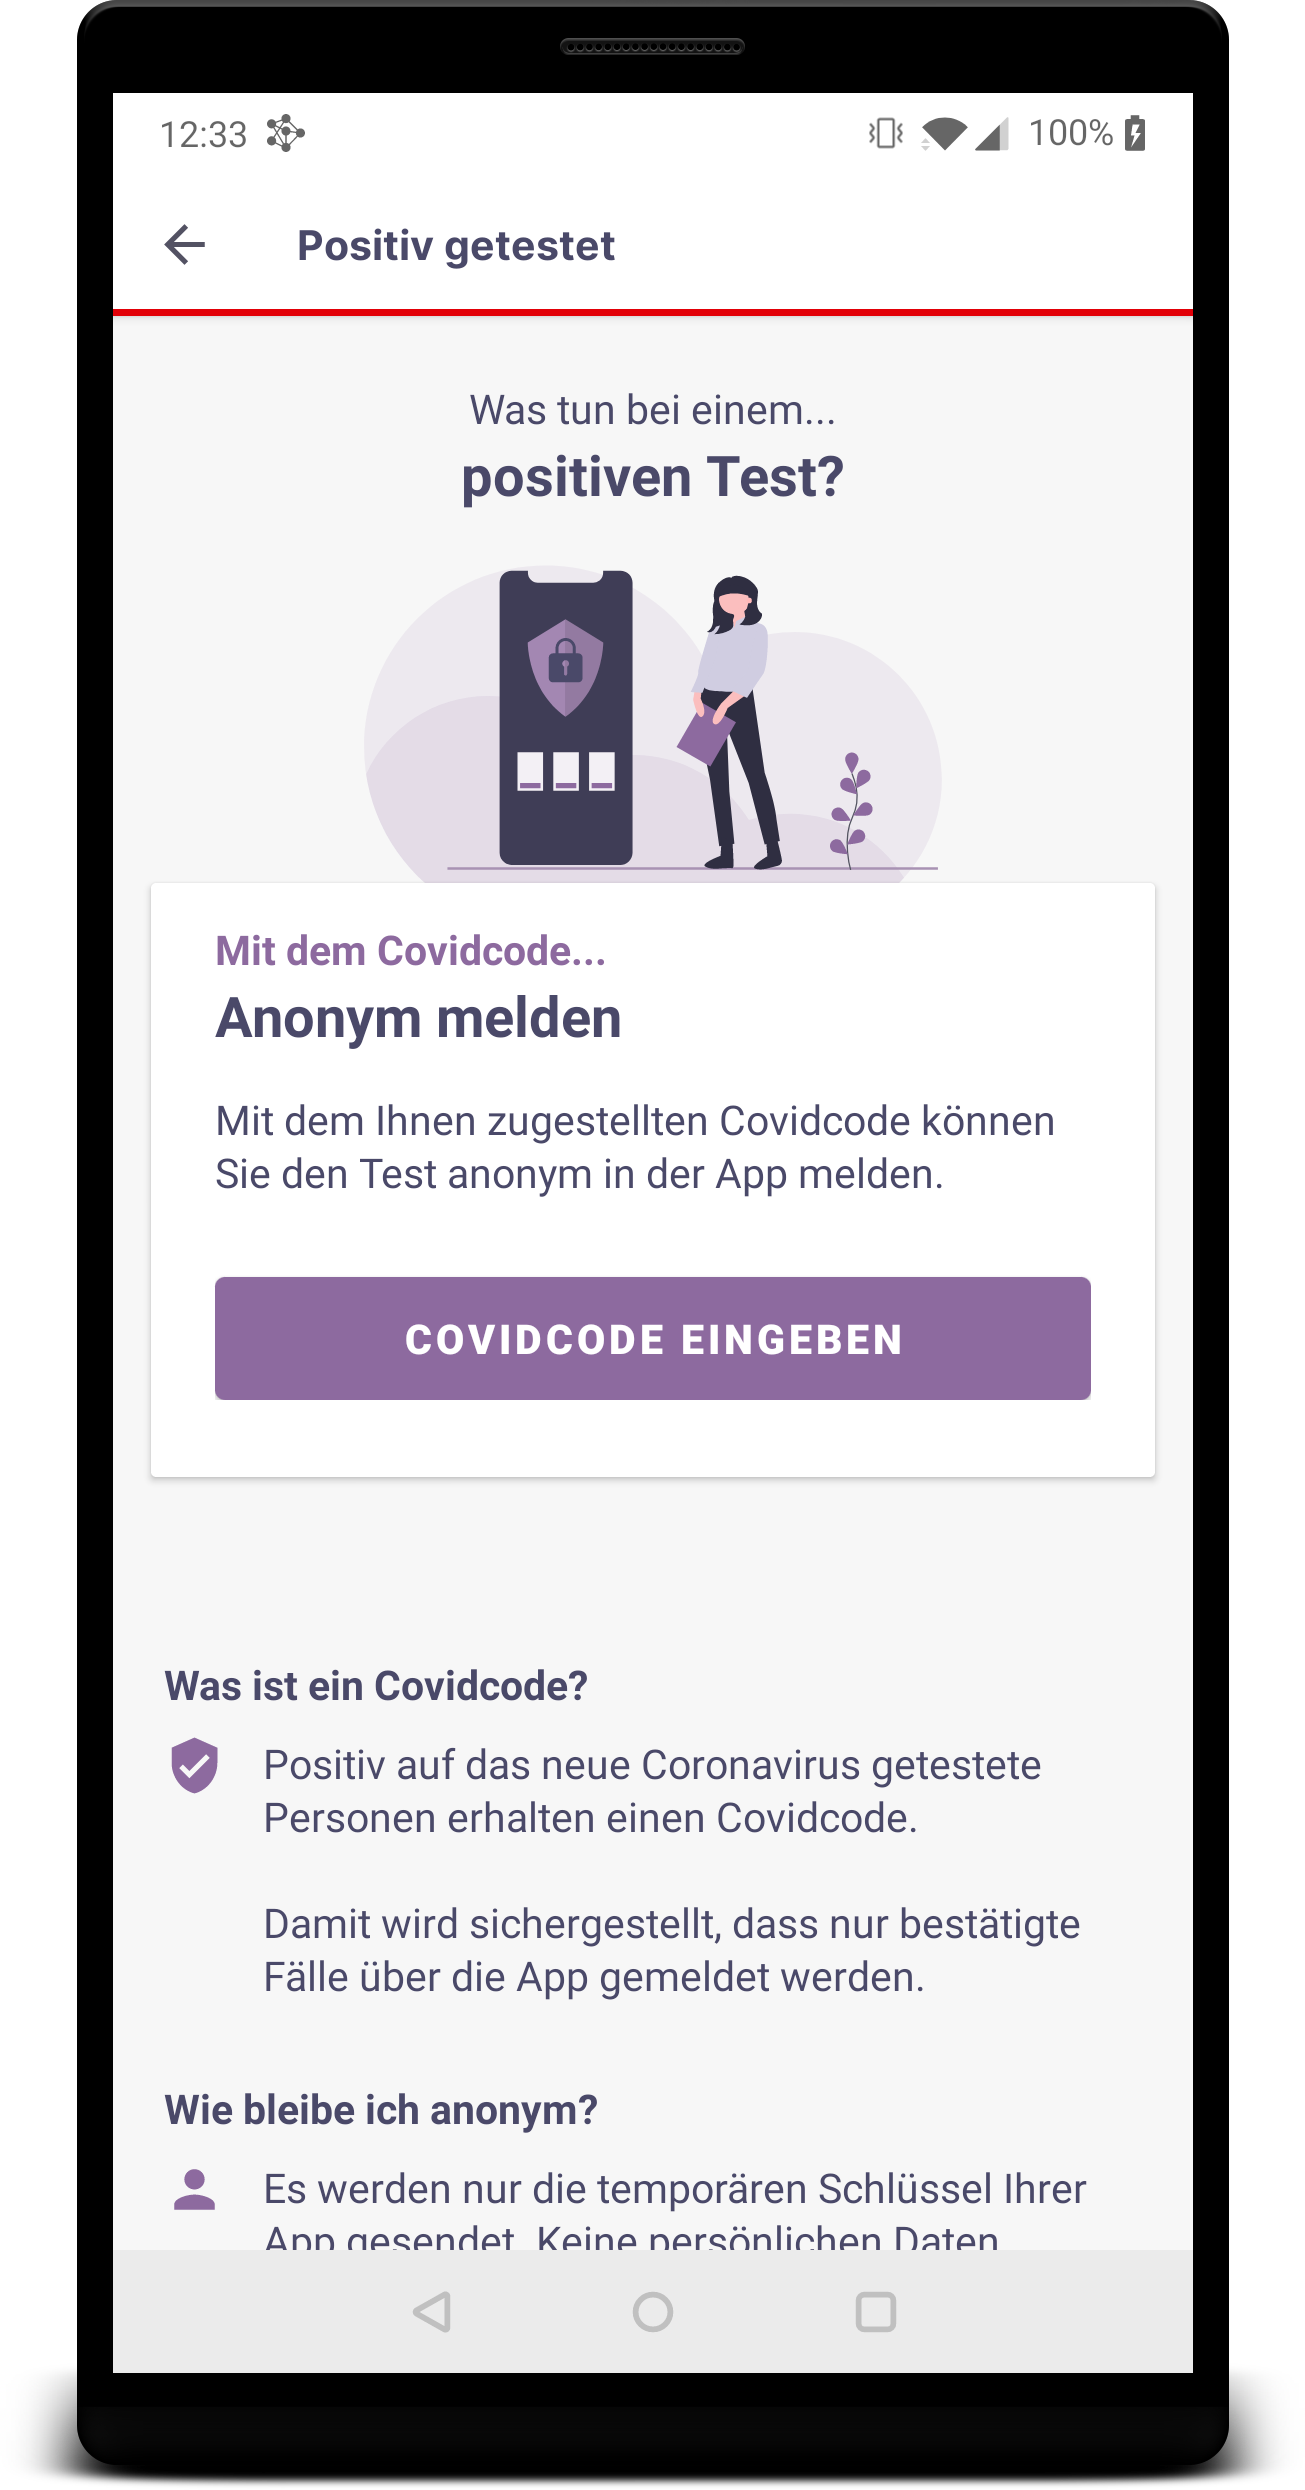 12:33
100%
Positiv getestet
Was tun bei einem...
positiven Test?
Mit dem Covidcode...
Anonym melden
Mit dem Ihnen zugestellten Covidcode können
Sie den Test anonym in der App melden.
COVIDCODE EINGEBEN
Was ist ein Covidcode?
Positiv auf das neue Coronavirus getestete
Personen erhalten einen Covidcode.
Damit wird sichergestellt, dass nur bestätigte
Fälle über die App gemeldet werden.
Wie bleibe ich anonym?
Es werden nur die temporären Schlüssel Ihrer
App gesendet. Keine persönlichen Daten